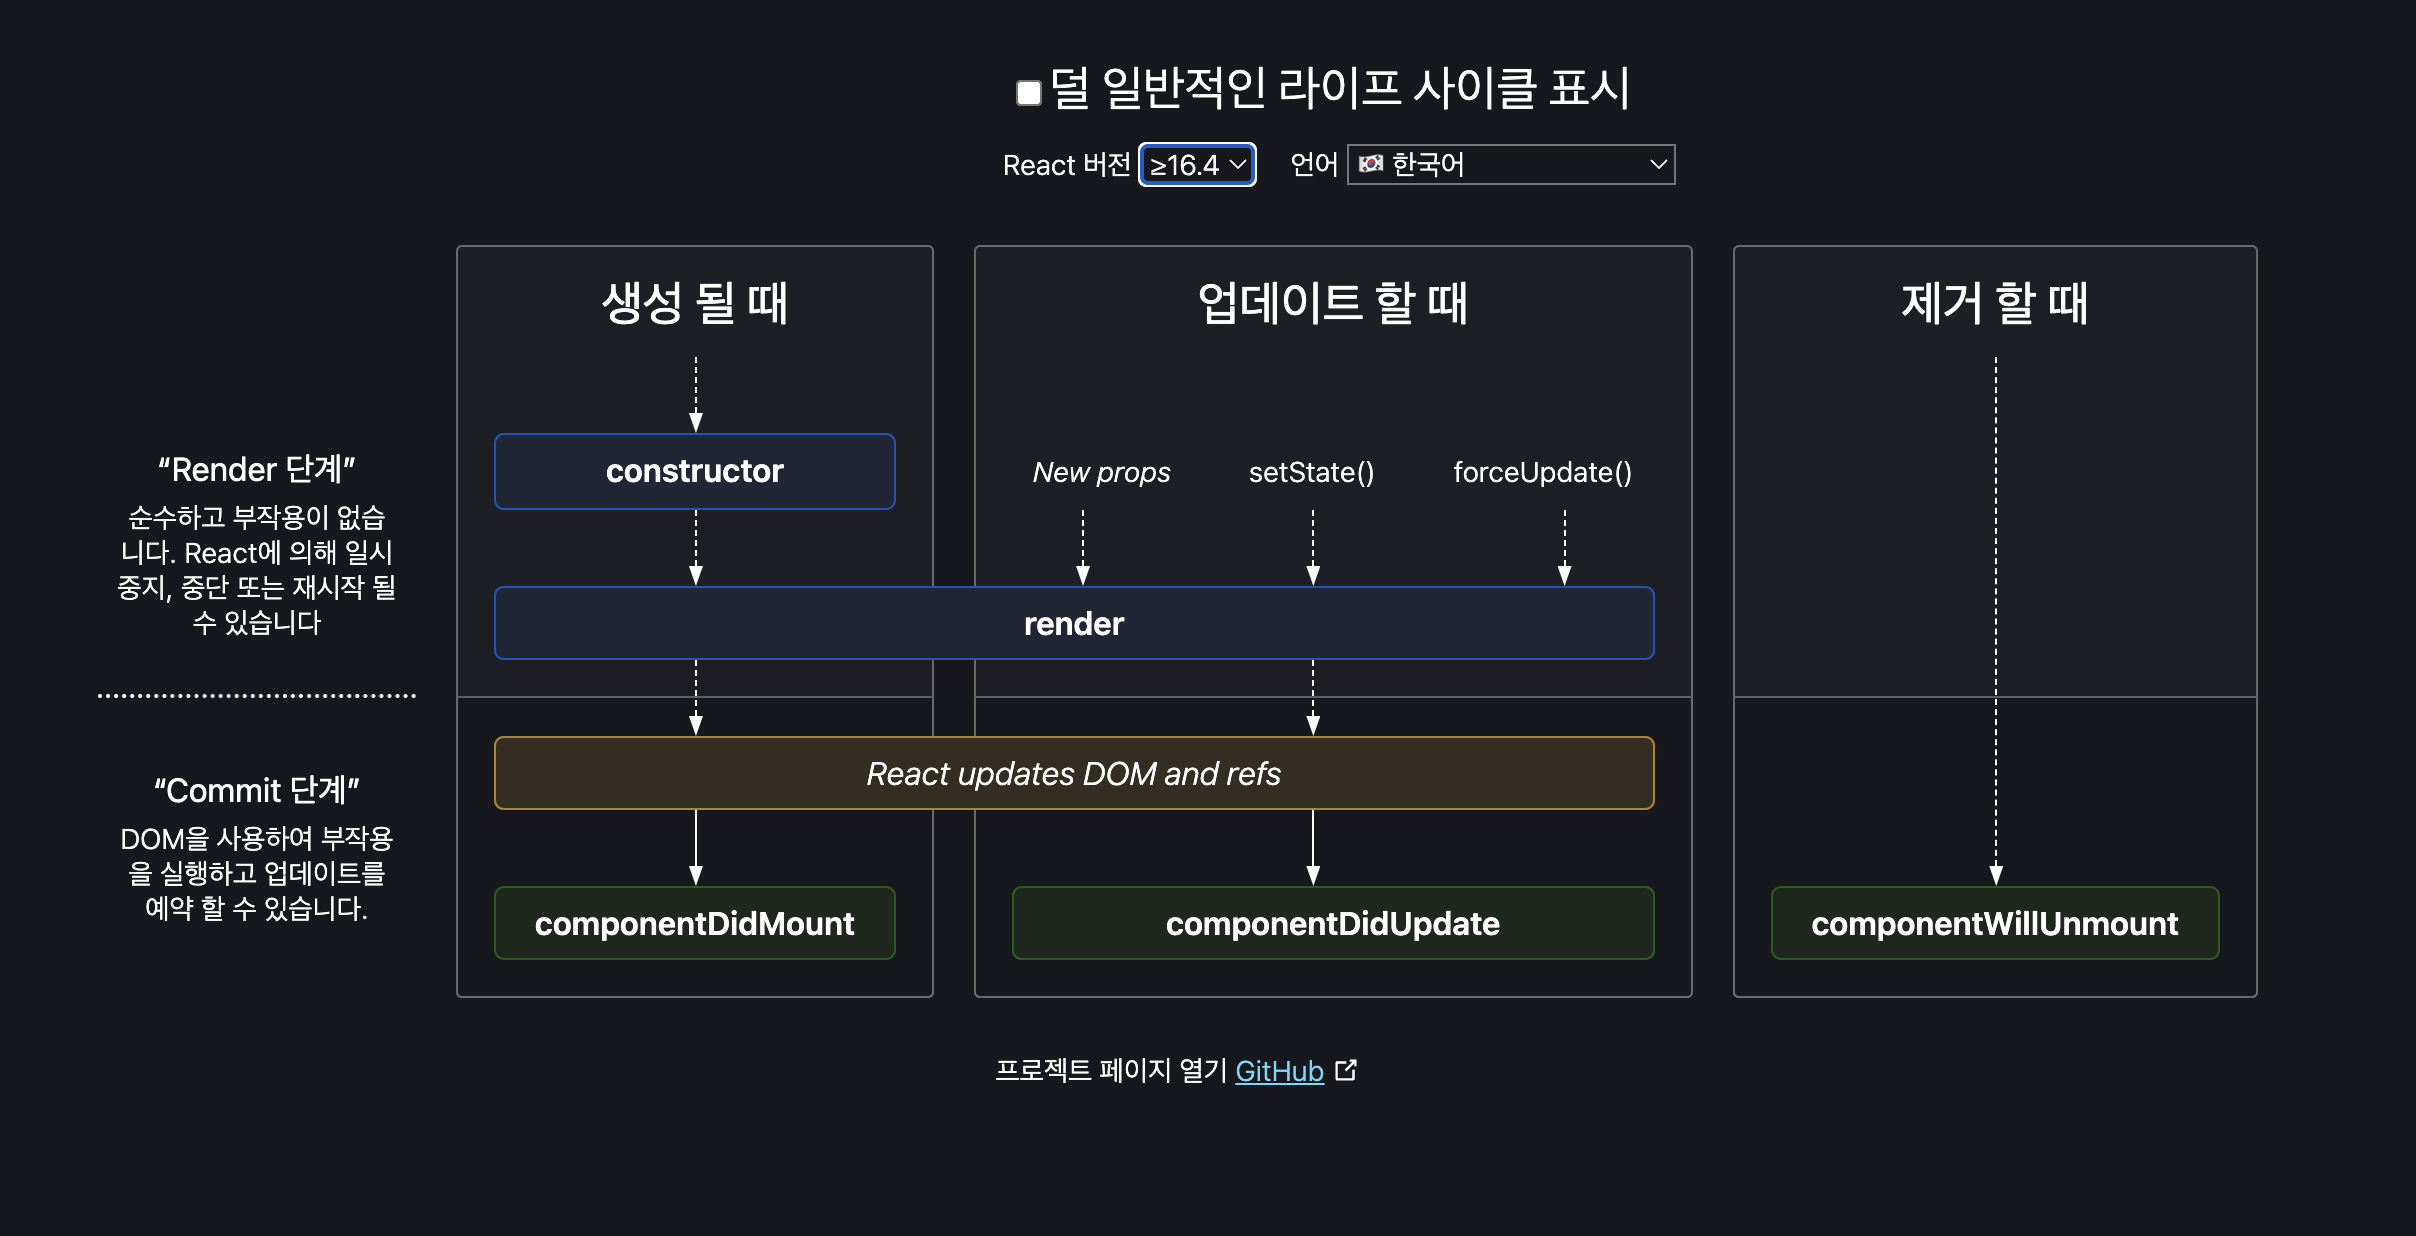 덜 일반적인 라이프 사이클 표시
React 버전 ≥16.4 언어 🇰🇷 한국어
생성 될 때
업데이트 할 때
제거 할 때
“Render 단계”
순수하고 부작용이 없습
니다. React에 의해 일시
중지, 중단 또는 재시작 될
수 있습니다
constructor
New props
setState()
forceUpdate()
render
“Commit 단계”
DOM을 사용하여 부작용
을 실행하고 업데이트를
예약 할 수 있습니다.
React updates DOM and refs
componentDidMount
componentDidUpdate
componentWillUnmount
프로젝트 페이지 열기 GitHub